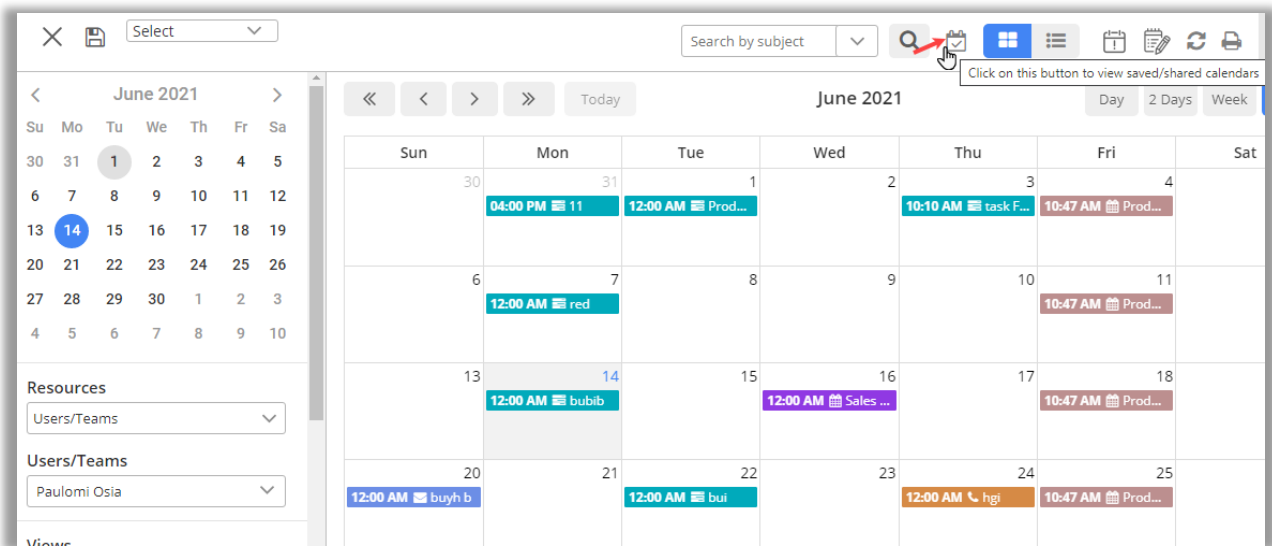 Select
Search by subject
Click on this button to view saved/shared calendars
June 2021
Su Mo Tu We Th Fr Sa
30 31 1 2 3 4 5
6 7 8 9 10 11 12
13 14 15 16 17 18 19
20 21 22 23 24 25 26
27 28 29 30 1 2 3
4 5 6 7 8 9 10
Resources
Users/Teams
Users/Teams
Paulomi Osia
Today
June 2021
Day 2 Days Week
Sun Mon Tue Wed Thu Fri Sat
30 31 1 2 3 4
04:00 PM 11 12:00 AM Prod... 10:10 AM task F... 10:47 AM Prod...
6 7 8 9 10 11
12:00 AM red 10:47 AM Prod...
13 14 15 16 17 18
12:00 AM bubib 12:00 AM Sales ... 10:47 AM Prod...
20 21 22 23 24 25
12:00 AM buyh b 12:00 AM bui 12:00 AM hgi 10:47 AM Prod...